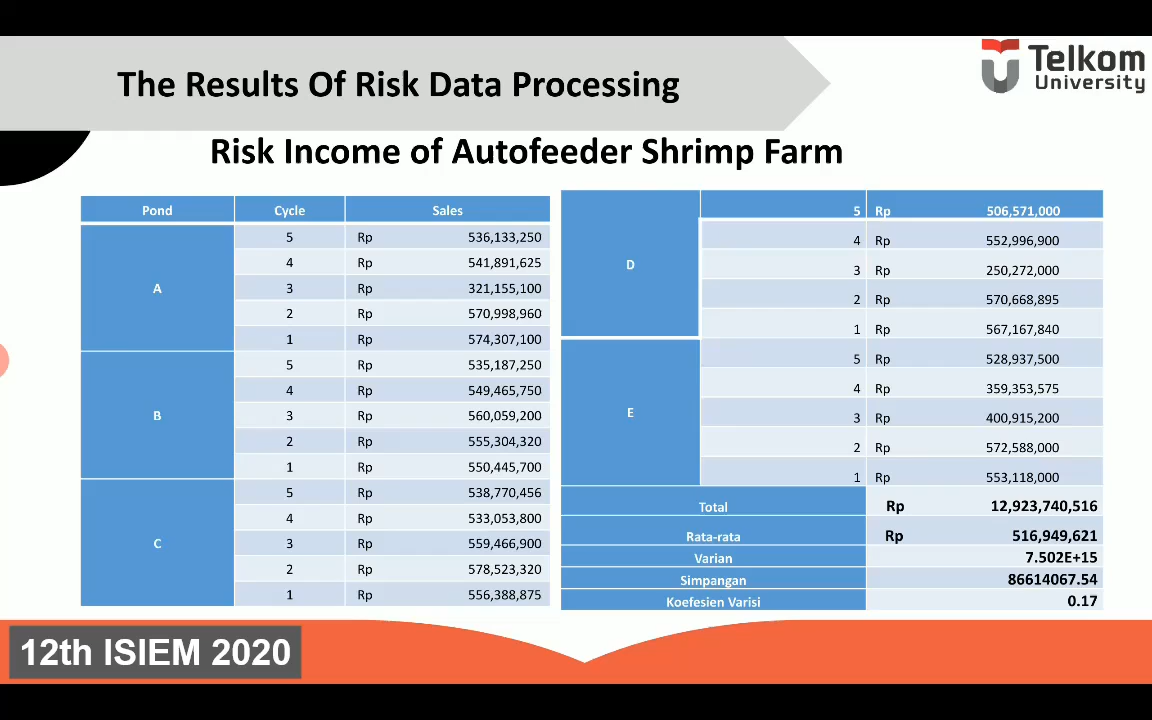 The Results Of Risk Data Processing
Telkom
University
Risk Income of Autofeeder Shrimp Farm
Pond Cycle Sales
A
5 Rp 536,133,250
4 Rp 541,891,625
3 Rp 321,155,100
2 Rp 570,998,960
1 Rp 574,307,100
B
5 Rp 535,187,250
4 Rp 549,465,750
3 Rp 560,059,200
2 Rp 555,304,320
1 Rp 550,445,700
C
5 Rp 538,770,456
4 Rp 533,053,800
3 Rp 559,466,900
2 Rp 578,523,320
1 Rp 556,388,875
D
5 Rp 506,571,000
4 Rp 552,996,900
3 Rp 250,272,000
2 Rp 570,668,895
1 Rp 567,167,840
E
5 Rp 528,937,500
4 Rp 359,353,575
3 Rp 400,915,200
2 Rp 572,588,000
1 Rp 553,118,000
Total Rp 12,923,740,516
Rata-rata Rp 516,949,621
Varian 7.502E+15
Simpangan 86614067.54
Koefesien Varisi 0.17
12th ISIEM 2020